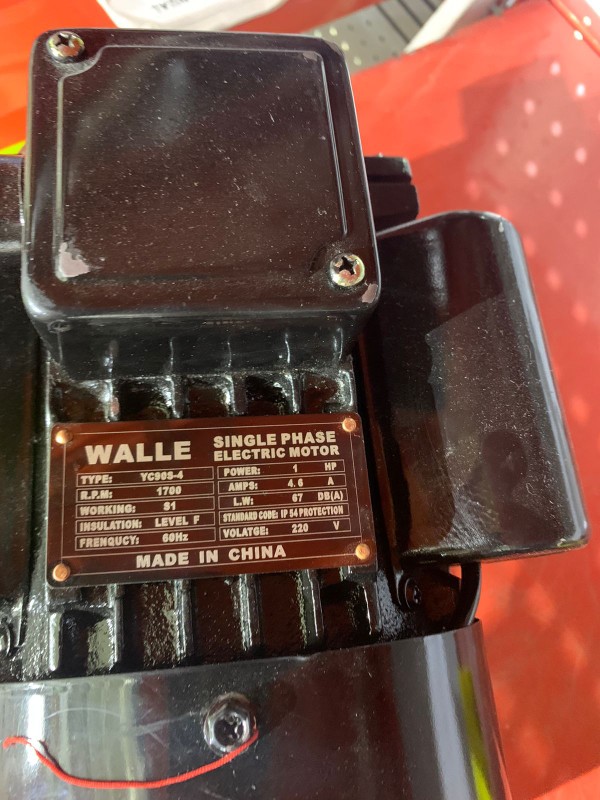 WALLE
SINGLE PHASE
ELECTRIC MOTOR
TYPE: YC90S-4
R.P.M: 1700
WORKING: S1
INSULATION: LEVEL F
FRENQUCY: 60Hz
POWER: 1 HP
AMPS: 4.6 A
L.W: 67 DB(A)
STANDARD CODE: IP 54 PROTECTION
VOLATGE: 220 V
MADE IN CHINA